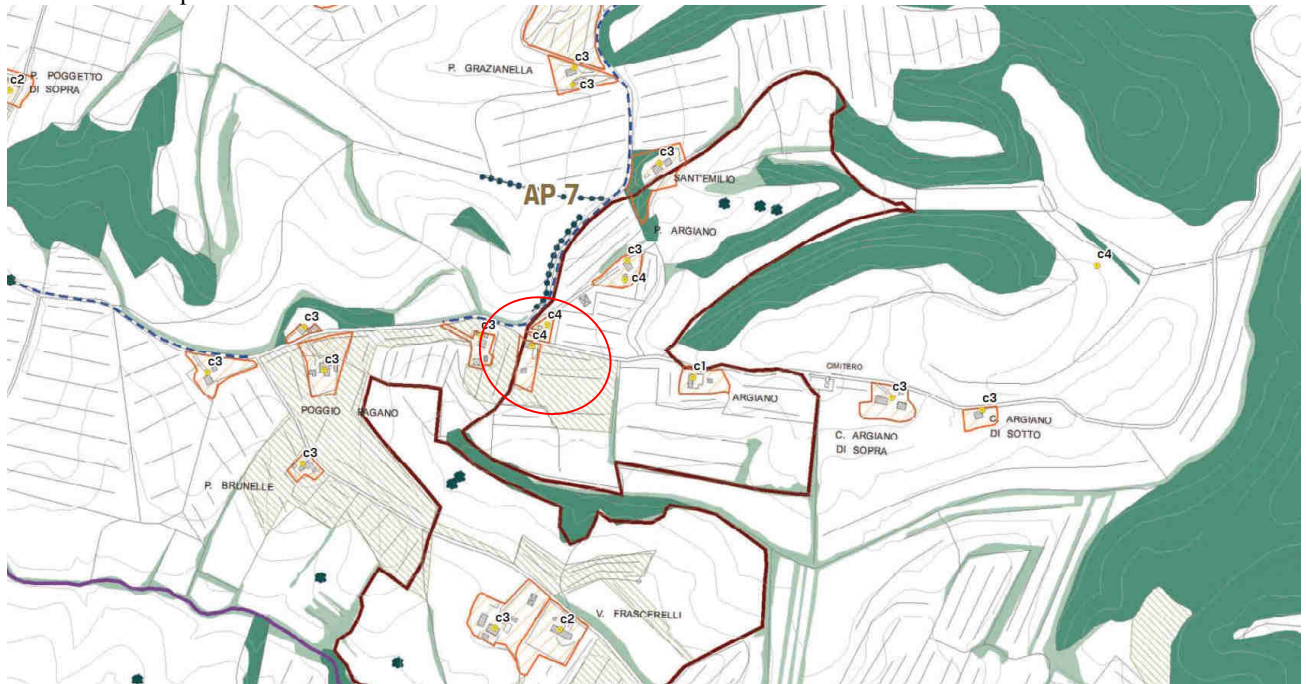 c3
P. GRAZIANELLA
c3
c2
P. POGGETTO
DI SOPRA
c3
SANT'EMILIO
AP 7
P. ARGIANO
c3
c4
c4
c3
c4
c3
c3
c3
c1
ARGIANO
CIMITERO
c3
C. ARGIANO
DI SOPRA
c3
C. ARGIANO
DI SOTTO
POGGIO PAGANO
c3
P. BRUNELLE
V. FRASCERELLI
c3
c2
c4